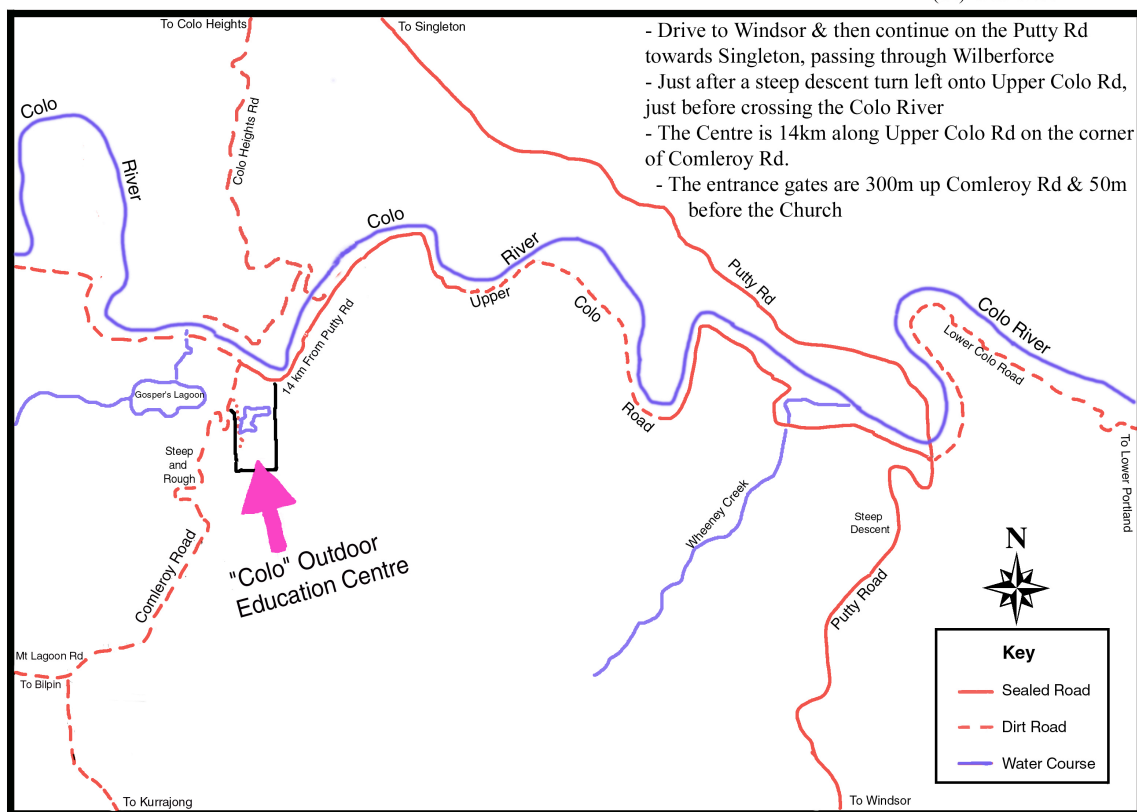 To Colo Heights
To Singleton
- Drive to Windsor & then continue on the Putty Rd
towards Singleton, passing through Wilberforce
- Just after a steep descent turn left onto Upper Colo Rd,
just before crossing the Colo River
- The Centre is 14km along Upper Colo Rd on the corner
of Comleroy Rd.
- The entrance gates are 300m up Comleroy Rd & 50m
before the Church
Colo
River
Colo Heights Rd
Colo
River
Upper
Colo
Road
Putty Rd
Colo River
Lower Colo Road
To Lower Portland
14 km From Putty Rd
Gosper's Lagoon
Steep
and
Rough
Wheeney Creek
Steep
Descent
Putty Road
"Colo" Outdoor
Education Centre
Comleroy Road
Mt Lagoon Rd
To Bilpin
To Kurrajong
To Windsor
N
Key
Sealed Road
Dirt Road
Water Course